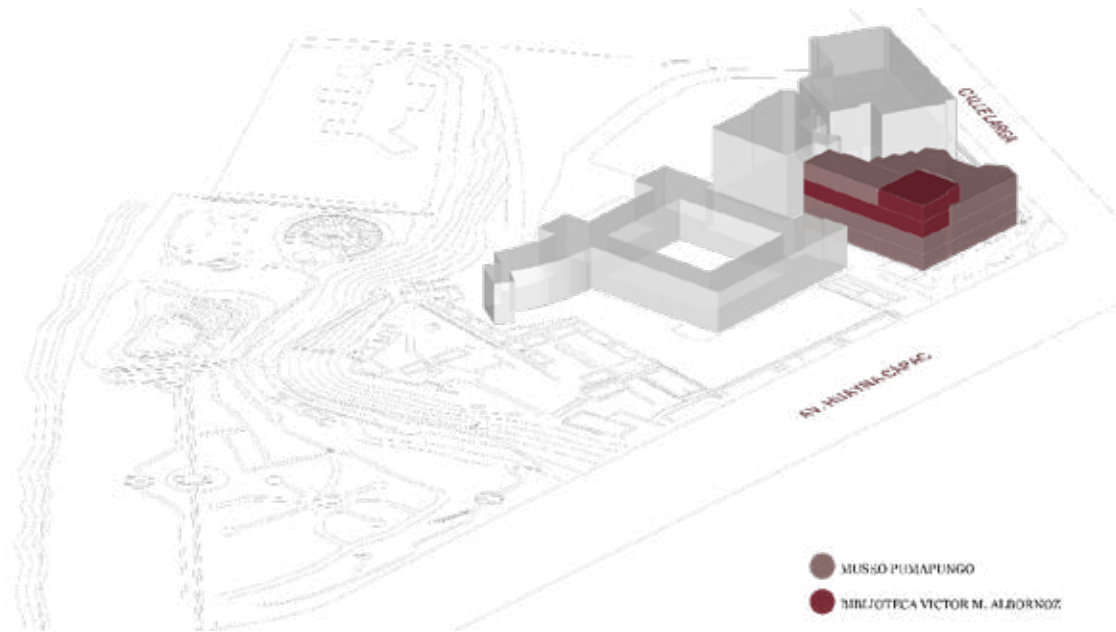 CALLE LARGA
AV. HUAYNA CAPAC
MUSEO PUMAPUNGO
BIBLIOTECA VICTOR M. ALBORNOZ